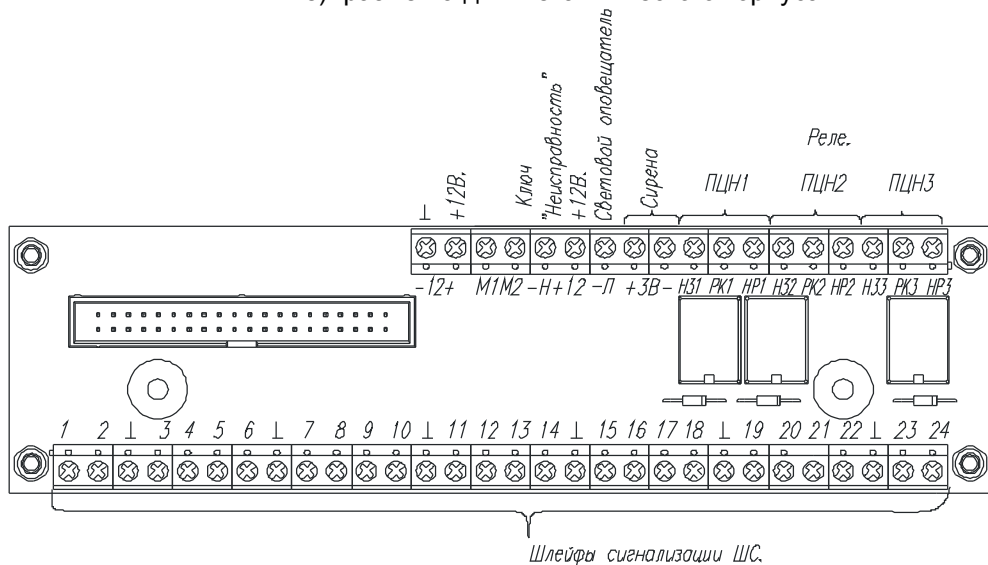 ⊥
+12В.
Ключ
"Неисправность"
+12В.
Световой оповещатель
Сирена
Реле.
ПЦН1 ПЦН2 ПЦН3
-12+ М1М2 -Н+12 -Л +ЗВ- НЗ1 РК1 НР1 НЗ2 РК2 НР2 НЗ3 РК3 НР3
1 2 ⊥ 3 4 5 6 ⊥ 7 8 9 10 ⊥ 11 12 13 14 ⊥ 15 16 17 18 ⊥ 19 20 21 22 ⊥ 23 24
Шлейфы сигнализации ШС.